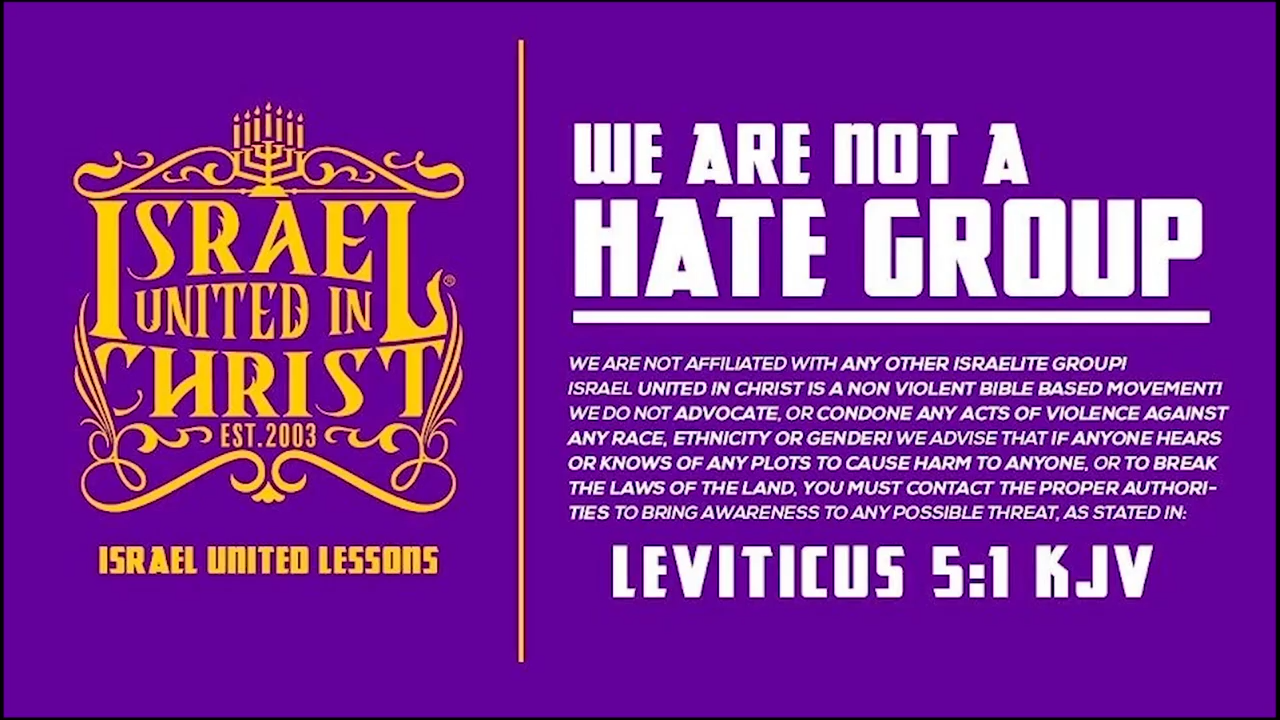 ISRAEL
UNITED IN
CHRIST
EST.2003
ISRAEL UNITED LESSONS
WE ARE NOT A
HATE GROUP
WE ARE NOT AFFILIATED WITH ANY OTHER ISRAELITE GROUP!
ISRAEL UNITED IN CHRIST IS A NON VIOLENT BIBLE BASED MOVEMENT!
WE DO NOT ADVOCATE, OR CONDONE ANY ACTS OF VIOLENCE AGAINST
ANY RACE, ETHNICITY OR GENDER! WE ADVISE THAT IF ANYONE HEARS
OR KNOWS OF ANY PLOTS TO CAUSE HARM TO ANYONE, OR TO BREAK
THE LAWS OF THE LAND, YOU MUST CONTACT THE PROPER AUTHORI-
TIES TO BRING AWARENESS TO ANY POSSIBLE THREAT, AS STATED IN:
LEVITICUS 5:1 KJV